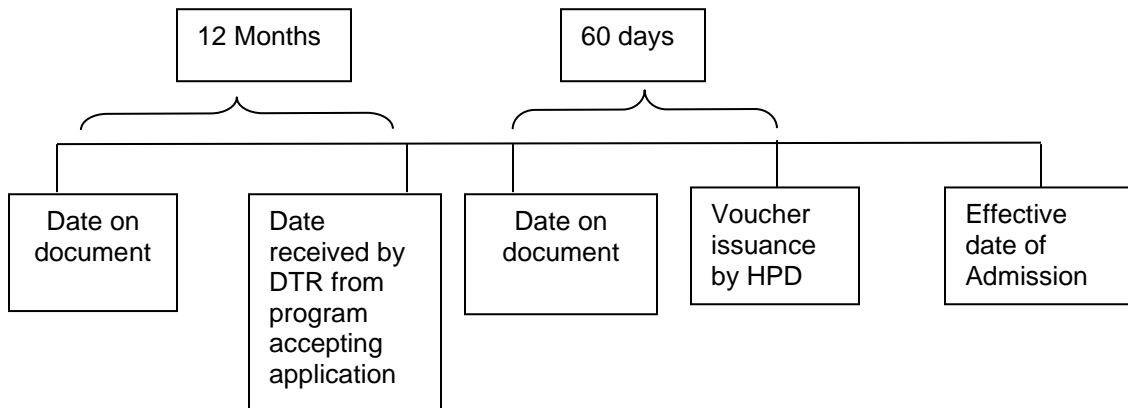 12 Months
60 days
Date on
document
Date
received by
DTR from
program
accepting
application
Date on
document
Voucher
issuance
by HPD
Effective
date of
Admission